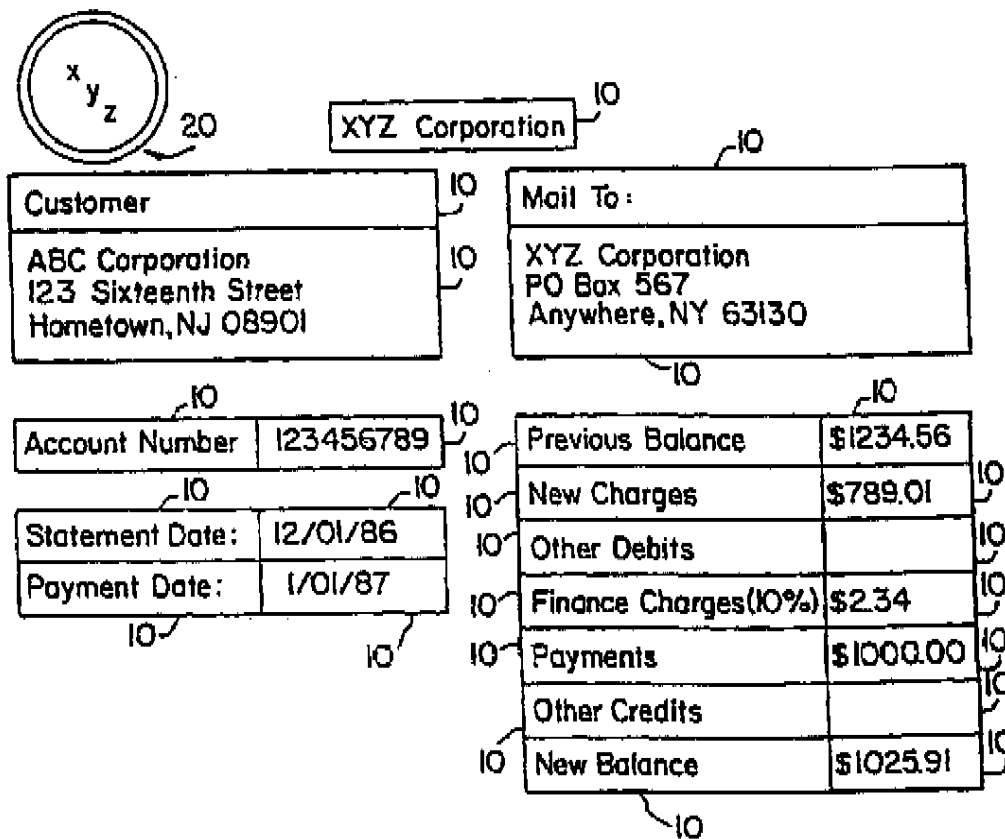 x
y
z
20
XYZ Corporation
10
10
Customer
10
ABC Corporation
123 Sixteenth Street
Hometown, NJ 08901
10
Mail To:
XYZ Corporation
PO Box 567
Anywhere, NY 63130
10
10
Account Number 123456789
10
10
10
Statement Date: 12/01/86
Payment Date: 1/01/87
10
10
10
10 Previous Balance $1234.56
10 New Charges $789.01 10
10 Other Debits 10
10 Finance Charges(10%) $2.34 10
10 Payments $1000.00 10
Other Credits 10
10 New Balance $1025.91 10
10